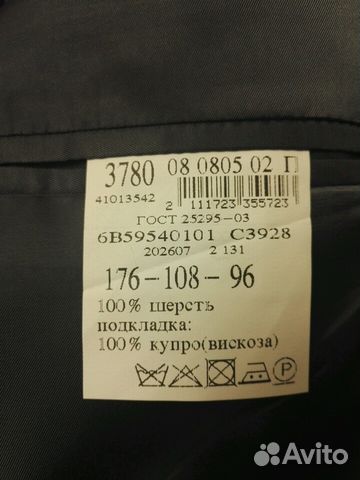 3780 08 0805 02 П
41013542
2 111723 355723
ГОСТ 25295-03
6В59540101 С3928
202607 2 131
176-108-96
100% шерсть
подкладка:
100% купро(вискоза)
P
Avito